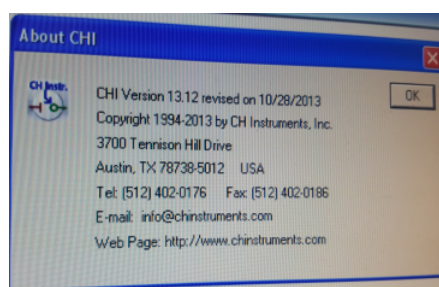 About CHI
CH Instr.
OK
CHI Version 13.12 revised on 10/28/2013
Copyright 1994-2013 by CH Instruments, Inc.
3700 Tennison Hill Drive
Austin, TX 78738-5012 USA
Tel: (512) 402-0176 Fax: (512) 402-0186
E-mail: info@chinstruments.com
Web Page: http://www.chinstruments.com